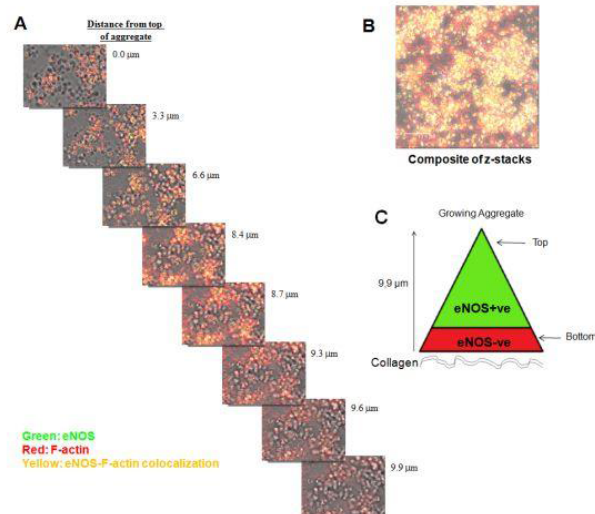 A
Distance from top
of aggregate
0.0 µm
3.3 µm
6.6 µm
8.4 µm
8.7 µm
9.3 µm
9.6 µm
9.9 µm
Green: eNOS
Red: F-actin
Yellow: eNOS-F-actin colocalization
B
Composite of z-stacks
C
Growing Aggregate
Top
9.9 µm
eNOS+ve
Bottom
eNOS-ve
Collagen